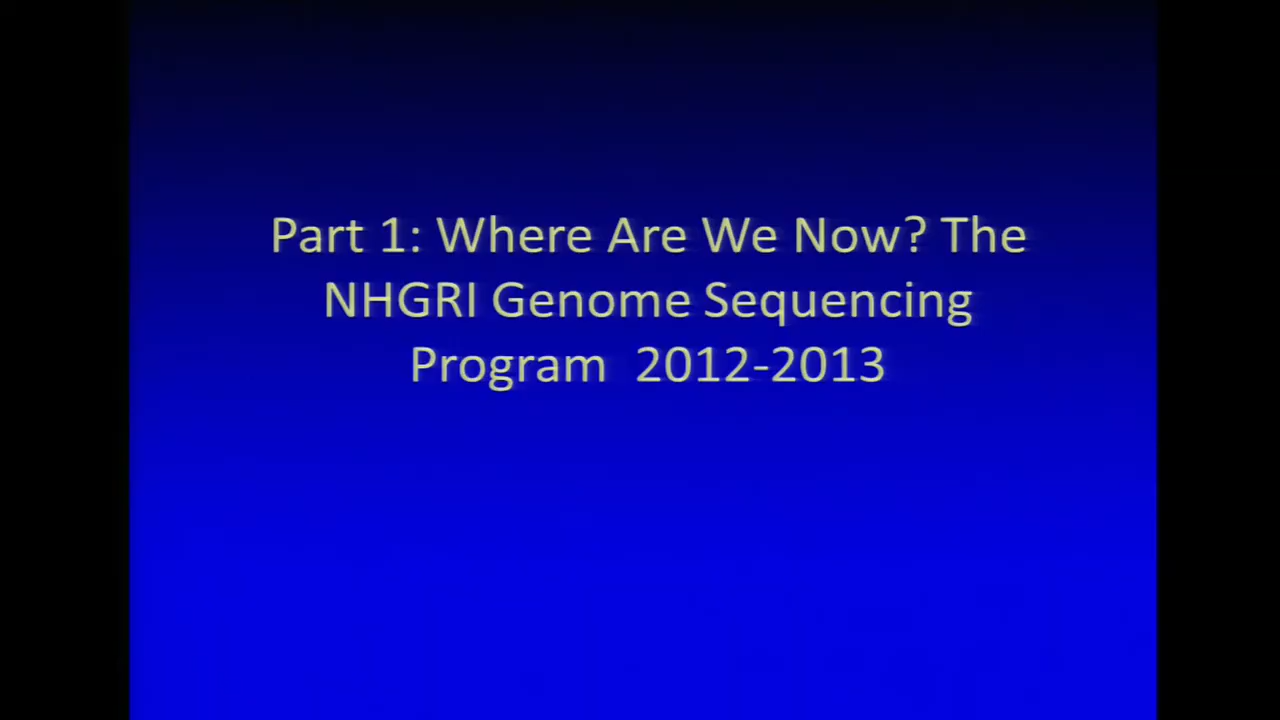 Part 1: Where Are We Now? The
NHGRI Genome Sequencing
Program  2012-2013